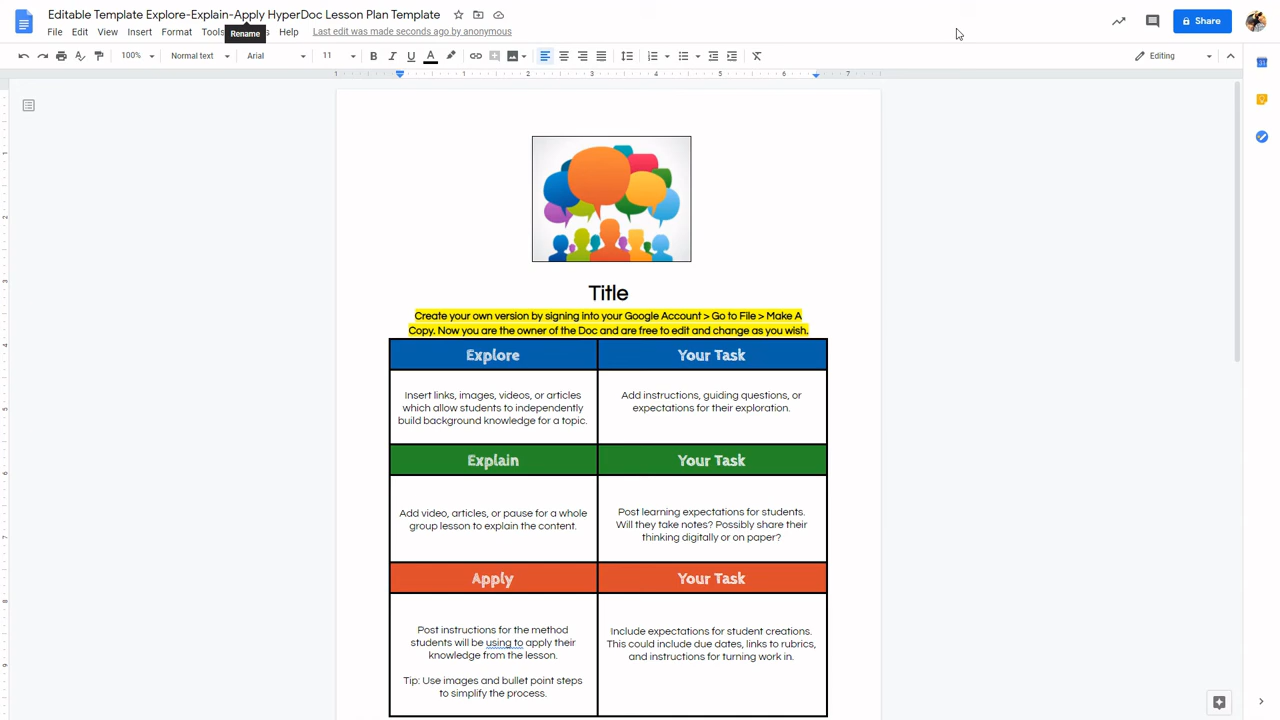 Editable Template Explore-Explain-Apply HyperDoc Lesson Plan Template
File Edit View Insert Format Tools Help Last edit was made seconds ago by anonymous
Rename
Share
100% Normal text Arial 11 B I U A Editing
1 1 2 3 4 5 6 7
Title
Create your own version by signing into your Google Account > Go to File > Make A
Copy. Now you are the owner of the Doc and are free to edit and change as you wish.
Explore Your Task
Insert links, images, videos, or articles
which allow students to independently
build background knowledge for a topic.
Add instructions, guiding questions, or
expectations for their exploration.
Explain Your Task
Add video, articles, or pause for a whole
group lesson to explain the content.
Post learning expectations for students.
Will they take notes? Possibly share their
thinking digitally or on paper?
Apply Your Task
Post instructions for the method
students will be using to apply their
knowledge from the lesson.
Tip: Use images and bullet point steps
to simplify the process.
Include expectations for student creations.
This could include due dates, links to rubrics,
and instructions for turning work in.